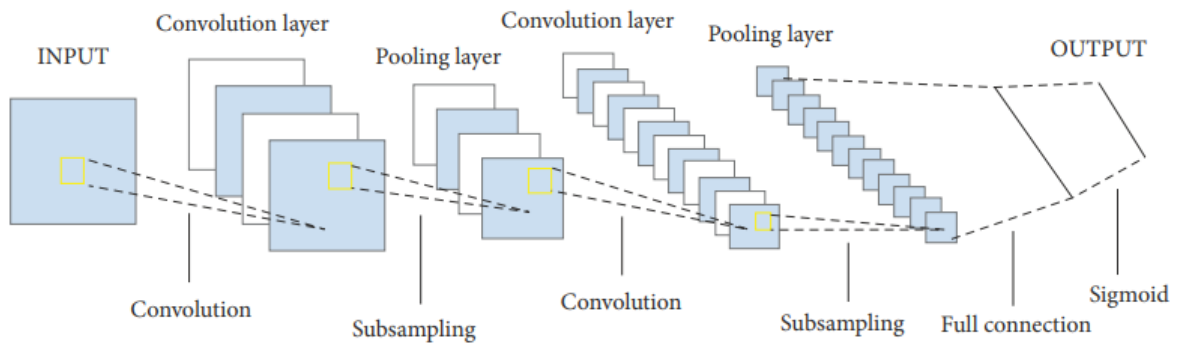 INPUT
Convolution layer
Pooling layer
Convolution layer
Pooling layer
OUTPUT
Convolution
Subsampling
Convolution
Subsampling
Full connection
Sigmoid